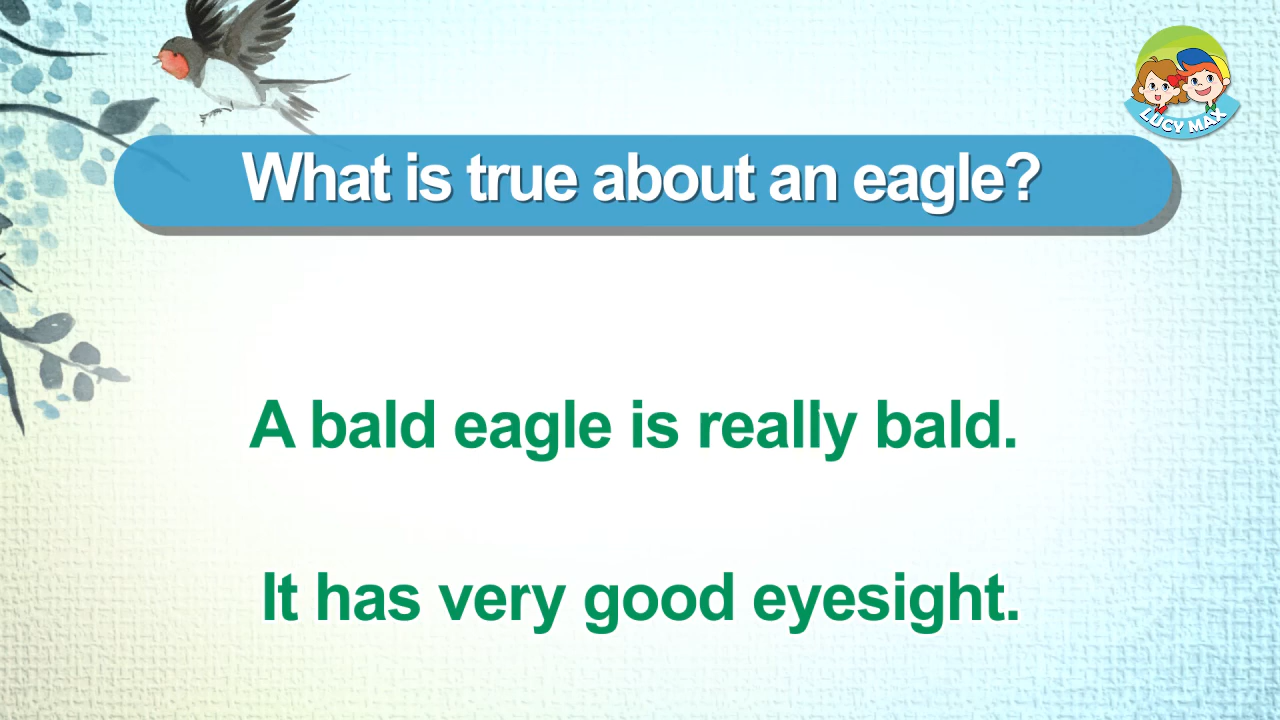 LUCY MAX
What is true about an eagle?
A bald eagle is really bald.
It has very good eyesight.